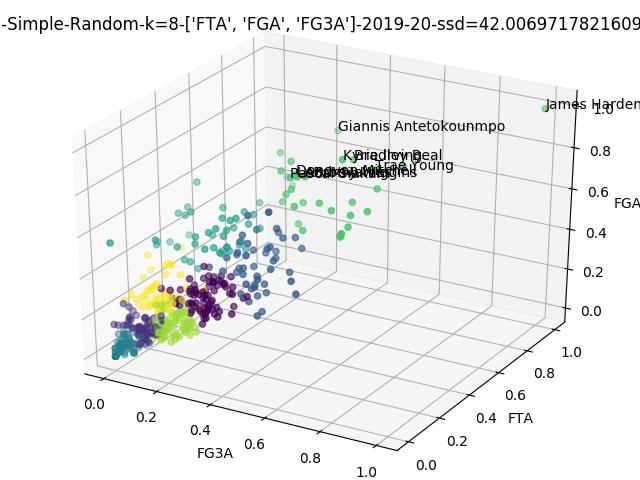 -Simple-Random-k=8-['FTA', 'FGA', 'FG3A']-2019-20-ssd=42.0069717821609
James Harden
Giannis Antetokounmpo
Bradley Beal
Trae Young
FGA
1.0
0.8
0.6
0.4
0.2
0.0
FTA
1.0
0.8
0.6
0.4
0.2
0.0
FG3A
0.0
0.2
0.4
0.6
0.8
1.0